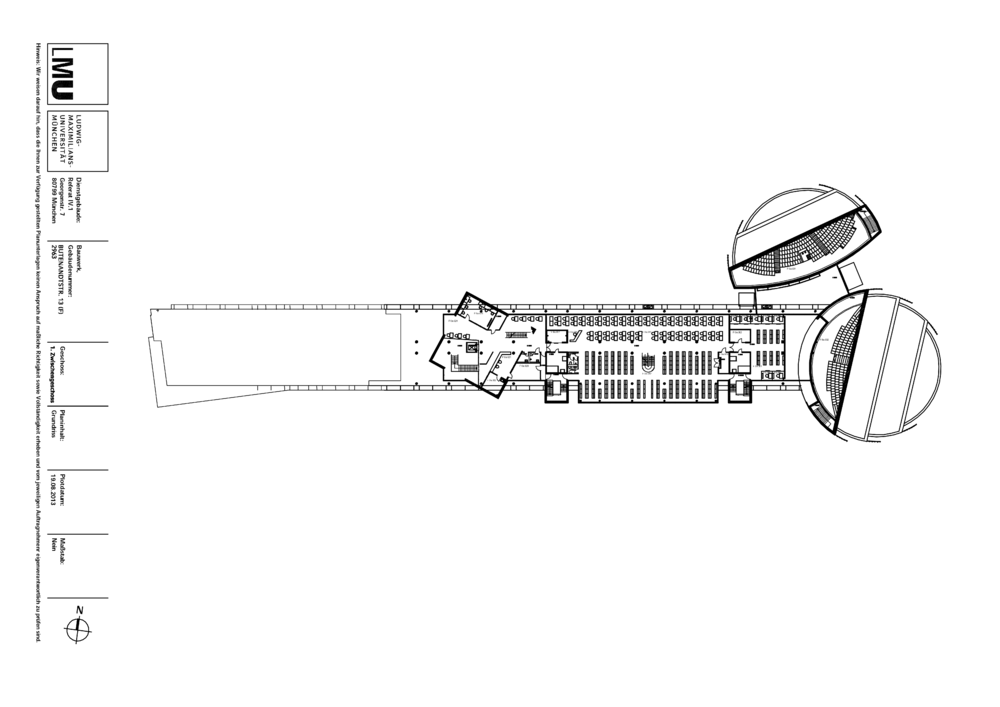 LMU
LUDWIG-
MAXIMILIANS-
UNIVERSITÄT
MÜNCHEN
Dienstgebäude:
Referat IV.1
Georgenstr. 7
80799 München
Bauwerk,
Gebäudenummer:
BUTENANDTSTR. 13 (F)
2963
Geschoss:
1. Zwischengeschoss
Planinhalt:
Grundriss
Plotdatum:
19.08.2013
Maßstab:
Nein
N
Hinweis: Wir weisen darauf hin, dass die Ihnen zur Verfügung gestellten Planunterlagen keinen Anspruch auf maßliche Richtigkeit sowie Vollständigkeit erheben und vom jeweiligen Auftragnehmer eigenverantwortlich zu prüfen sind.